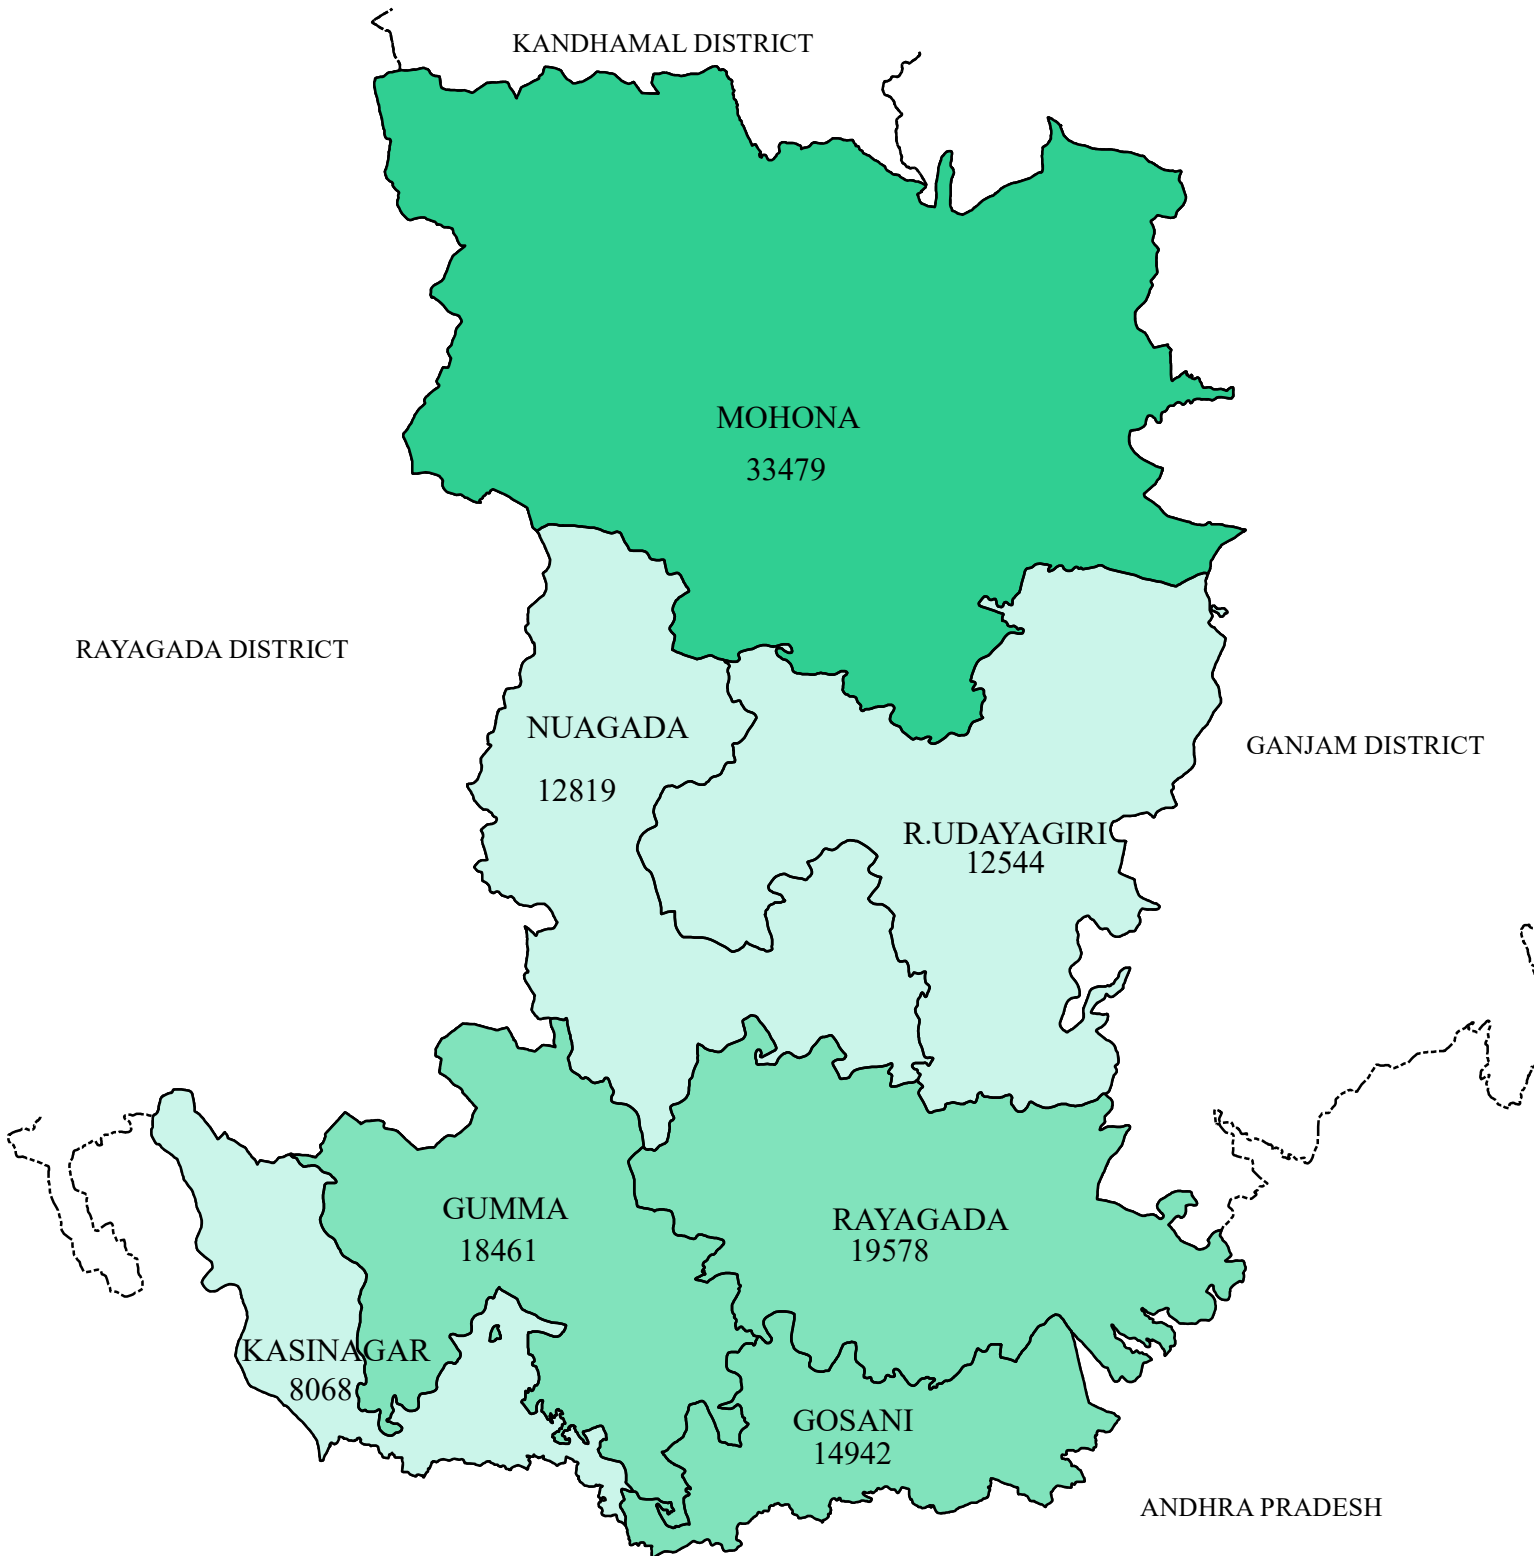 KANDHAMAL DISTRICT
MOHONA
33479
RAYAGADA DISTRICT
NUAGADA
12819
GANJAM DISTRICT
R.UDAYAGIRI
12544
GUMMA
18461
RAYAGADA
19578
KASINAGAR
8068
GOSANI
14942
ANDHRA PRADESH